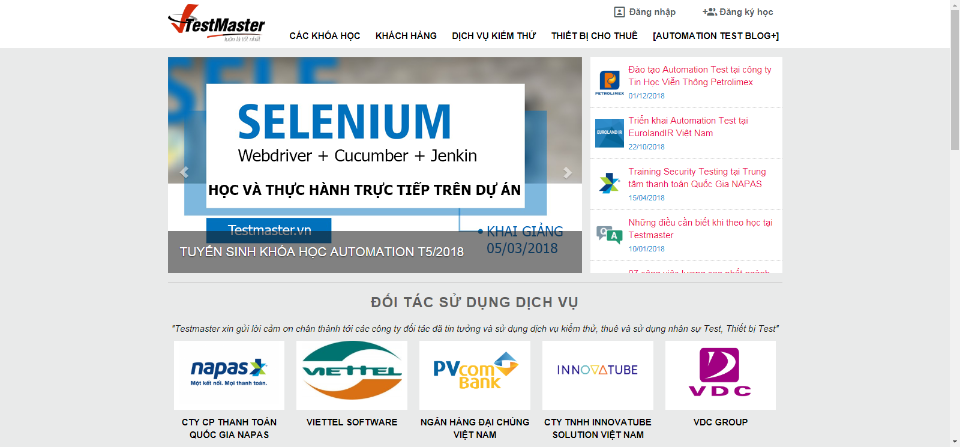 TestMaster
luôn là tốt nhất
Đăng nhập
Đăng ký học
CÁC KHÓA HỌC
KHÁCH HÀNG
DỊCH VỤ KIỂM THỬ
THIẾT BỊ CHO THUÊ
[AUTOMATION TEST BLOG+]
SELE
SELENIUM
Webdriver + Cucumber + Jenkin
HỌC VÀ THỰC HÀNH TRỰC TIẾP TRÊN DỰ ÁN
Testmaster.vn
KHAI GIẢNG
05/03/2018
TUYỂN SINH KHÓA HỌC AUTOMATION T5/2018
PETROLIMEX
Đào tạo Automation Test tại công ty
Tin Học Viễn Thông Petrolimex
01/12/2018
EUROLAND IR
Triển khai Automation Test tại
EurolandIR Việt Nam
22/10/2018
Training Security Testing tại Trung
tâm thanh toán Quốc Gia NAPAS
15/04/2018
Q A
Những điều cần biết khi theo học tại
Testmaster
10/01/2018
ĐỐI TÁC SỬ DỤNG DỊCH VỤ
"Testmaster xin gửi lời cảm ơn chân thành tới các công ty đối tác đã tin tưởng và sử dụng dịch vụ kiểm thử, thuê và sử dụng nhân sự Test, Thiết bị Test"
napas
Một kết nối. Mọi thanh toán.
VIETTEL
PVcom
Bank
INNOVATUBE
VDC
CTY CP THANH TOÁN
QUỐC GIA NAPAS
VIETTEL SOFTWARE
NGÂN HÀNG ĐẠI CHÚNG
VIỆT NAM
CTY TNHH INNOVATUBE
SOLUTION VIỆT NAM
VDC GROUP